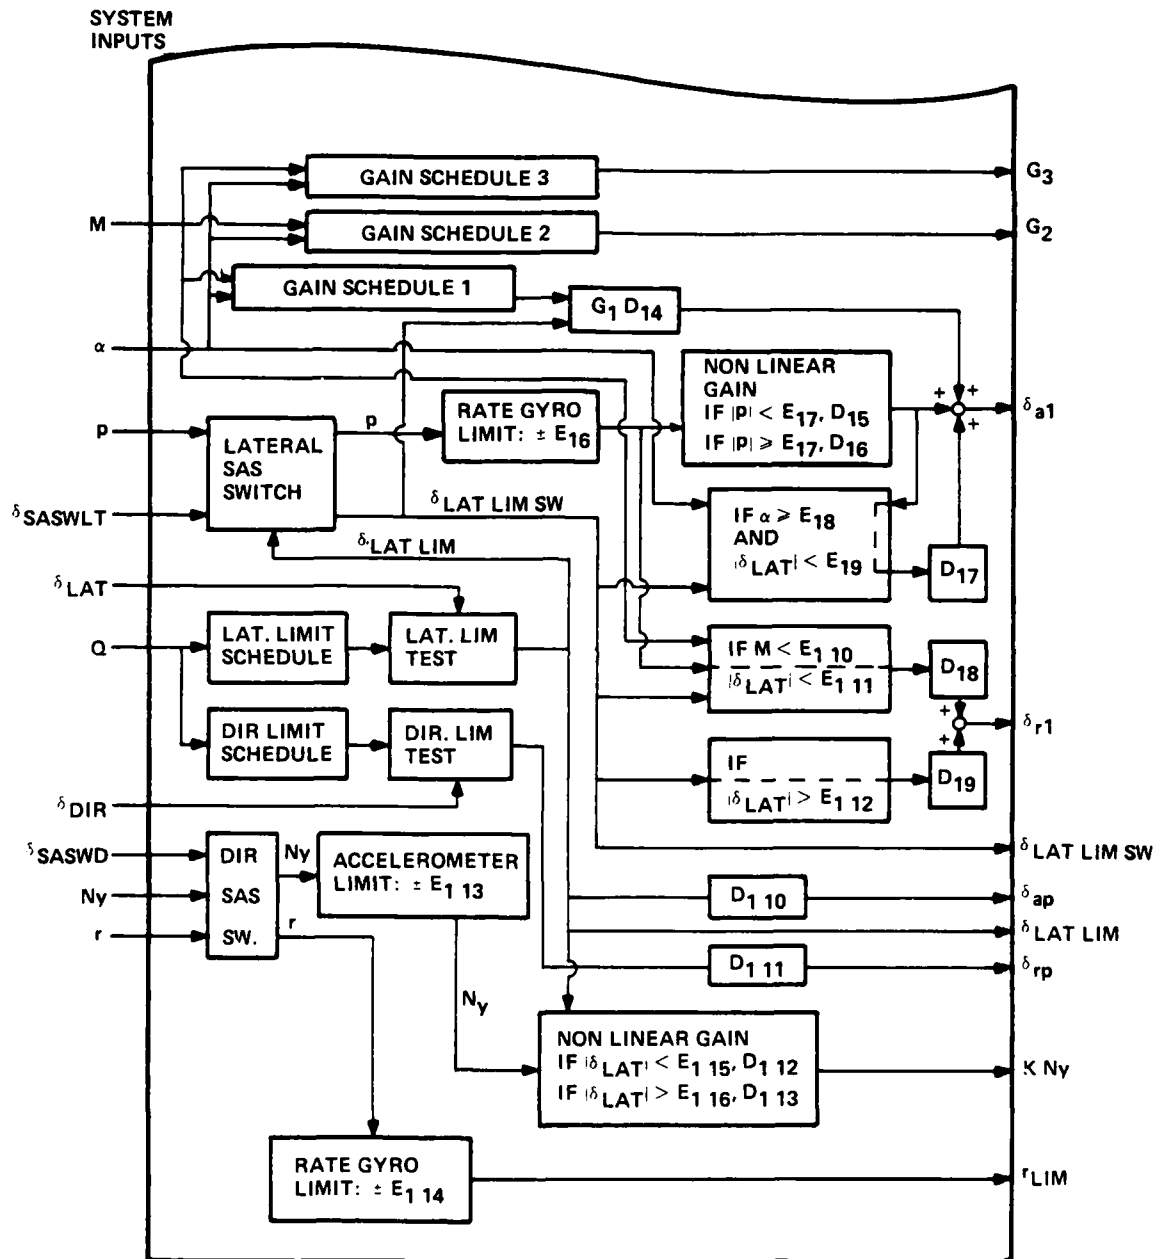 SYSTEM
INPUTS
GAIN SCHEDULE 3
G3
M
GAIN SCHEDULE 2
G2
GAIN SCHEDULE 1
G1 D14
α
NON LINEAR
GAIN
IF |P| < E17, D15
IF |P| ⩾ E17, D16
+ +
+
δa1
p
LATERAL
SAS
SWITCH
p
RATE GYRO
LIMIT: ± E16
δSASWLT
δLAT LIM SW
δLAT LIM
IF α ⩾ E18
AND
|δLAT| < E19
D17
δLAT
Q
LAT. LIMIT
SCHEDULE
LAT. LIM
TEST
IF M < E1 10
|δLAT| < E1 11
D18
+
+
δr1
DIR LIMIT
SCHEDULE
DIR. LIM
TEST
IF
|δLAT| > E1 12
D19
δDIR
δSASWD
Ny
r
DIR
SAS
SW.
Ny
r
ACCELEROMETER
LIMIT: ± E1 13
δLAT LIM SW
D1 10
δap
δLAT LIM
D1 11
δrp
Ny
NON LINEAR GAIN
IF |δLAT| < E1 15, D1 12
IF |δLAT| > E1 16, D1 13
K Ny
RATE GYRO
LIMIT: ± E1 14
rLIM